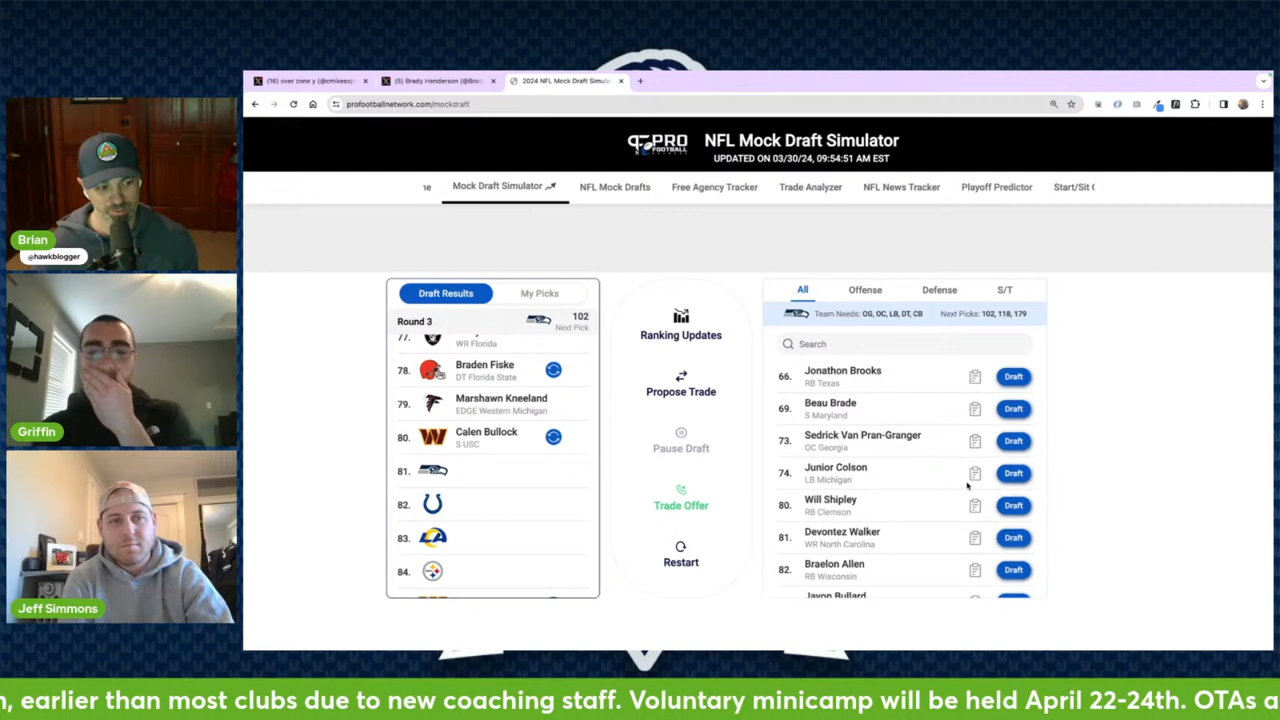 (16) over zone y (@cmikesspi
(5) Brady Henderson (@Brad
2024 NFL Mock Draft Simula
profootballnetwork.com/mockdraft
PRO
FOOTBALL
NFL Mock Draft Simulator
UPDATED ON 03/30/24, 09:54:51 AM EST
ne
Mock Draft Simulator
NFL Mock Drafts
Free Agency Tracker
Trade Analyzer
NFL News Tracker
Playoff Predictor
Start/Sit
Brian
@hawkblogger
Griffin
Jeff Simmons
Draft Results
My Picks
Round 3
102
Next Pick
77.
WR Florida
78.
Braden Fiske
DT Florida State
79.
Marshawn Kneeland
EDGE Western Michigan
80.
Calen Bullock
S USC
81.
82.
83.
84.
Ranking Updates
Propose Trade
Pause Draft
Trade Offer
Restart
All
Offense
Defense
S/T
Team Needs: OG, OC, LB, DT, CB
Next Picks: 102, 118, 179
Search
66.
Jonathon Brooks
RB Texas
Draft
69.
Beau Brade
S Maryland
Draft
73.
Sedrick Van Pran-Granger
OC Georgia
Draft
74.
Junior Colson
LB Michigan
Draft
80.
Will Shipley
RB Clemson
Draft
81.
Devontez Walker
WR North Carolina
Draft
82.
Braelon Allen
RB Wisconsin
Draft
Javon Bullard
n, earlier than most clubs due to new coaching staff. Voluntary minicamp will be held April 22-24th. OTAs a